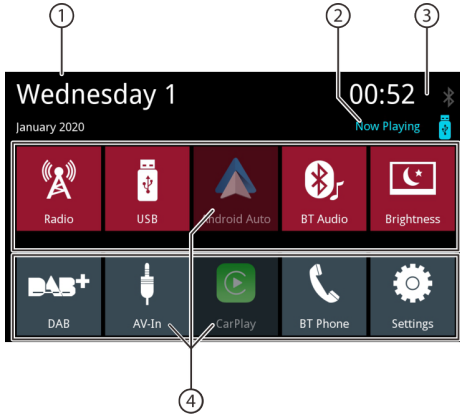 1
2
3
Wednesday 1
00:52
January 2020
Now Playing
Radio
USB
Android Auto
BT Audio
Brightness
DAB+
DAB
AV-In
CarPlay
BT Phone
Settings
4